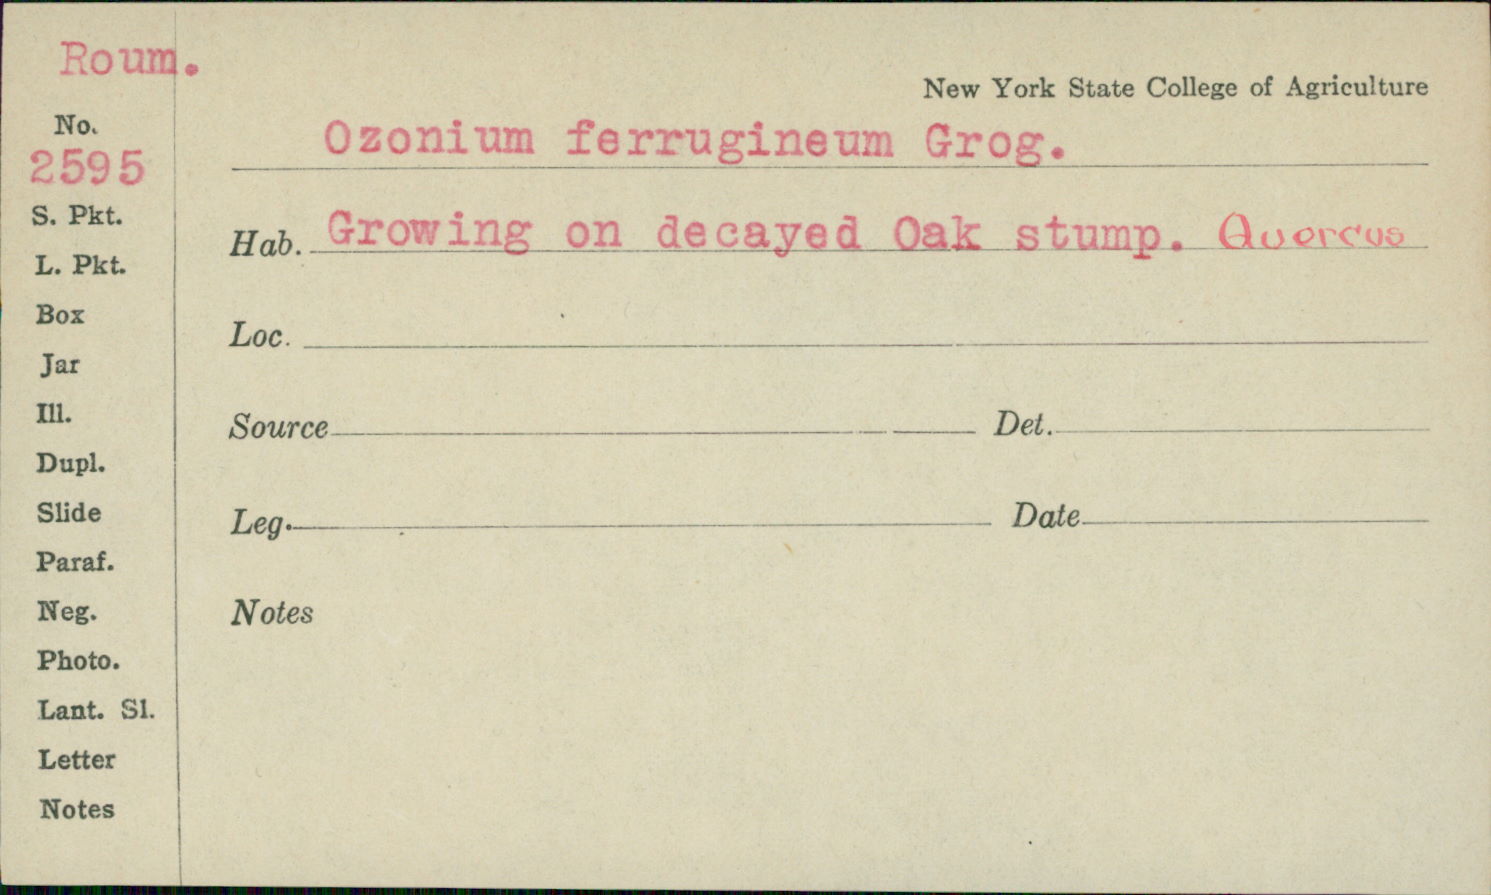 Roum.
New York State College of Agriculture
No.
2595
Ozonium ferrugineum Grog.
S. Pkt.
Hab. Growing on decayed Oak stump. Quercus
L. Pkt.
Box
Loc.
Jar
Ill.
Source Det.
Dupl.
Slide
Leg. Date
Paraf.
Neg.
Notes
Photo.
Lant. Sl.
Letter
Notes